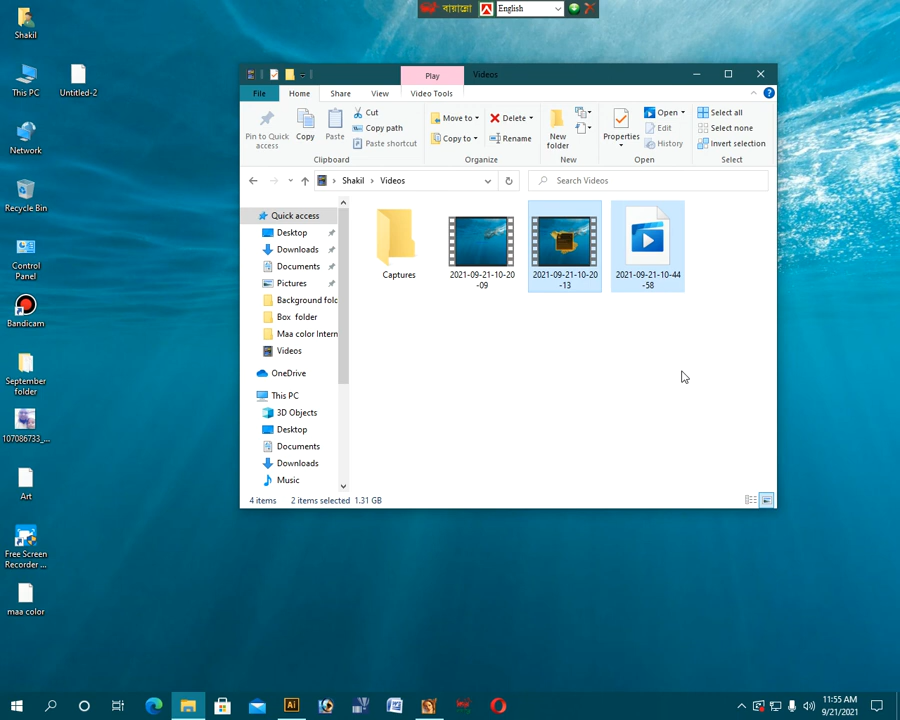 বায়ান্নো
English
Shakil
This PC
Untitled-2
Network
Recycle Bin
Control
Panel
Bandicam
September
folder
107086733_...
Art
Free Screen
Recorder ...
maa color
Play
Videos
File
Home
Share
View
Video Tools
Pin to Quick
access
Copy
Paste
Cut
Copy path
Paste shortcut
Clipboard
Move to
Copy to
Delete
Rename
Organize
New
folder
New
Properties
Open
Edit
History
Open
Select all
Select none
Invert selection
Select
Shakil
Videos
Search Videos
Quick access
Desktop
Downloads
Documents
Pictures
Background fold
Box folder
Maa color Intern
Videos
OneDrive
This PC
3D Objects
Desktop
Documents
Downloads
Music
Captures
2021-09-21-10-20
-09
2021-09-21-10-20
-13
2021-09-21-10-44
-58
4 items
2 items selected 1.31 GB
Ai
11:55 AM
9/21/2021